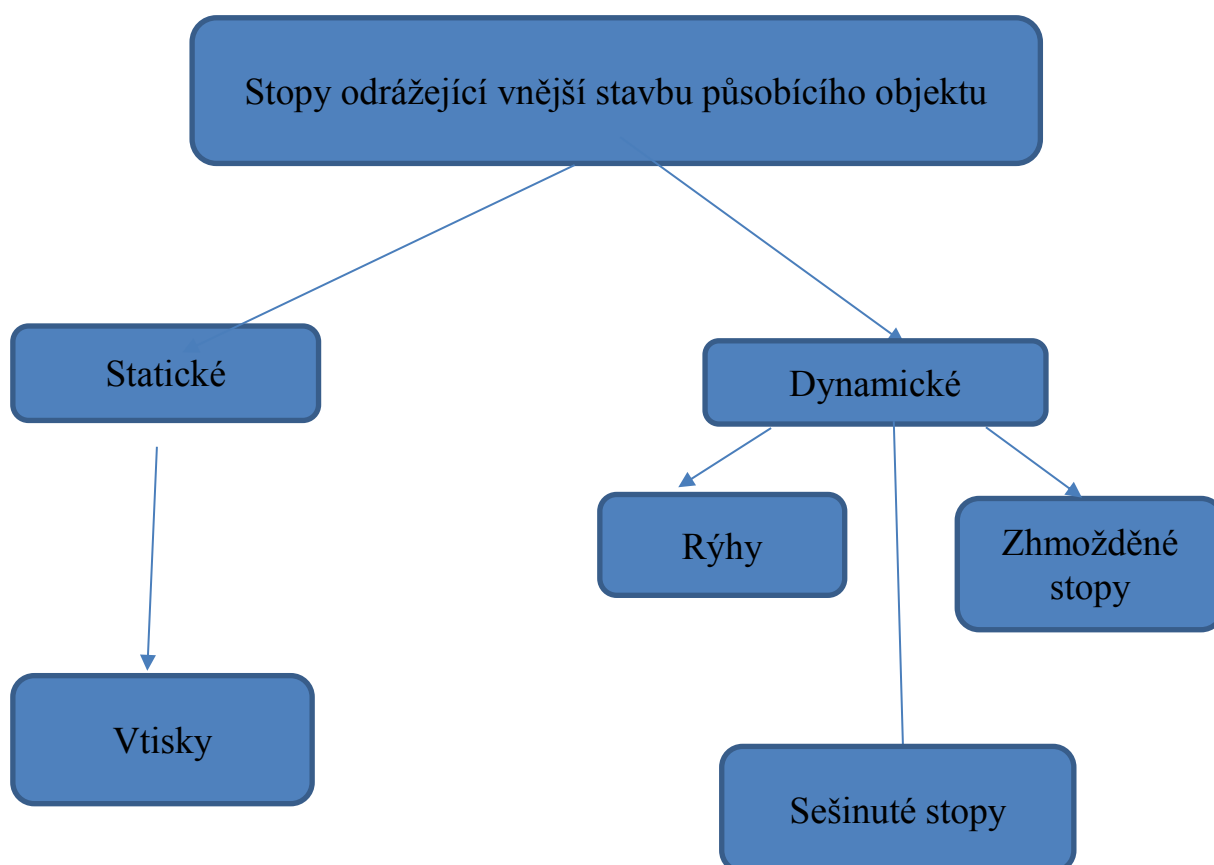 Stopy odrážející vnější stavbu působícího objektu
Statické
Dynamické
Rýhy
Zhmožděné
stopy
Vtisky
Sešinuté stopy